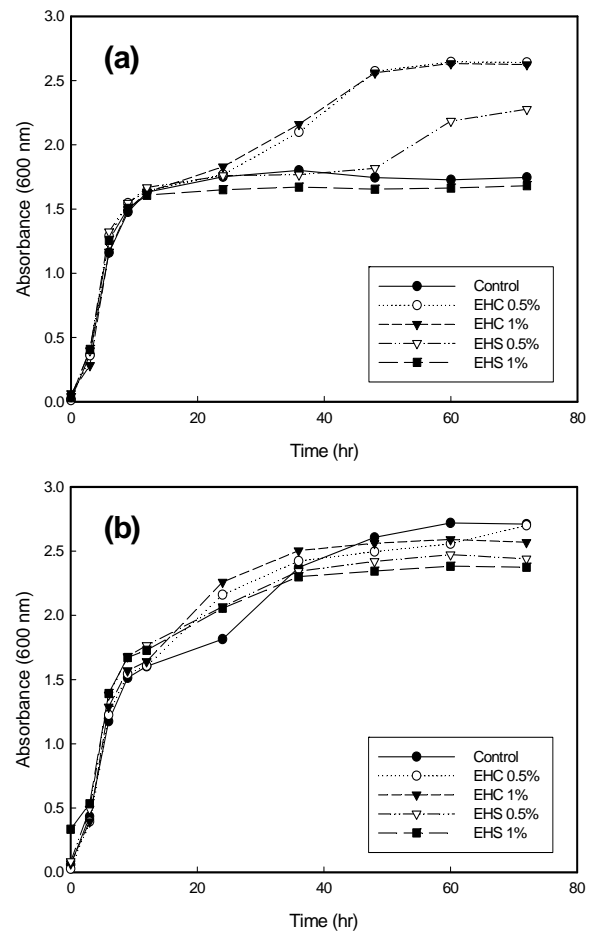 (a)
Absorbance (600 nm)
3.0
2.5
2.0
1.5
1.0
0.5
0.0
0 20 40 60 80
Time (hr)
Control
EHC 0.5%
EHC 1%
EHS 0.5%
EHS 1%
(b)
Absorbance (600 nm)
3.0
2.5
2.0
1.5
1.0
0.5
0.0
0 20 40 60 80
Time (hr)
Control
EHC 0.5%
EHC 1%
EHS 0.5%
EHS 1%